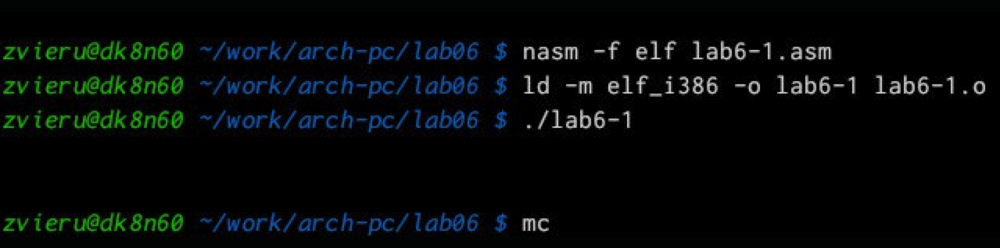 zvieru@dk8n60 ~/work/arch-pc/lab06 $ nasm -f elf lab6-1.asm
zvieru@dk8n60 ~/work/arch-pc/lab06 $ ld -m elf_i386 -o lab6-1 lab6-1.o
zvieru@dk8n60 ~/work/arch-pc/lab06 $ ./lab6-1
zvieru@dk8n60 ~/work/arch-pc/lab06 $ mc